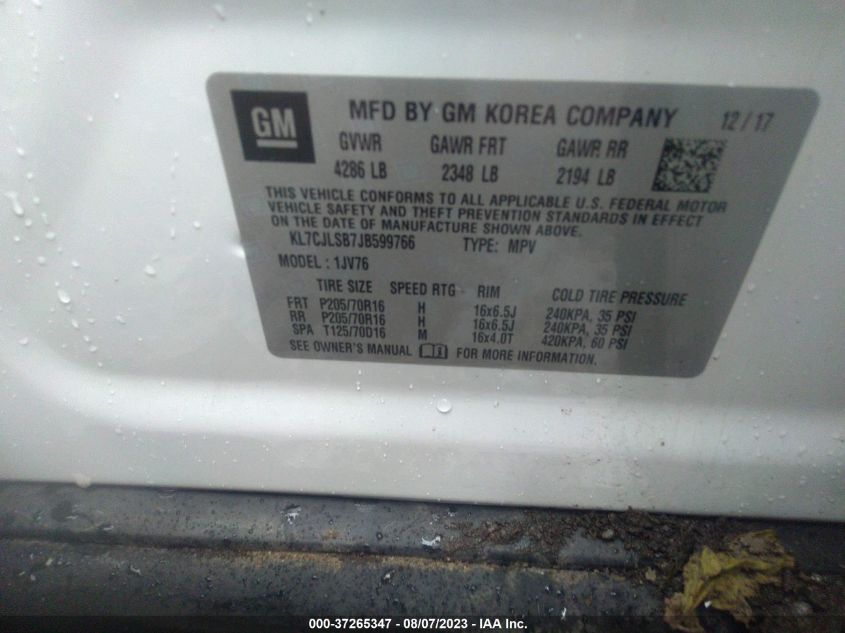 GM
MFD BY GM KOREA COMPANY 12/17
GVWR GAWR FRT GAWR RR
4286 LB 2348 LB 2194 LB
THIS VEHICLE CONFORMS TO ALL APPLICABLE U.S. FEDERAL MOTOR
VEHICLE SAFETY AND THEFT PREVENTION STANDARDS IN EFFECT
ON THE DATE OF MANUFACTURE SHOWN ABOVE.
KL7CJLSB7JB599766 TYPE: MPV
MODEL : 1JV76
TIRE SIZE SPEED RTG RIM COLD TIRE PRESSURE
FRT P205/70R16 H 16x6.5J 240KPA, 35 PSI
RR P205/70R16 H 16x6.5J 240KPA, 35 PSI
SPA T125/70D16 M 16x4.0T 420KPA, 60 PSI
SEE OWNER'S MANUAL FOR MORE INFORMATION.
000-37265347 - 08/07/2023 - IAA Inc.